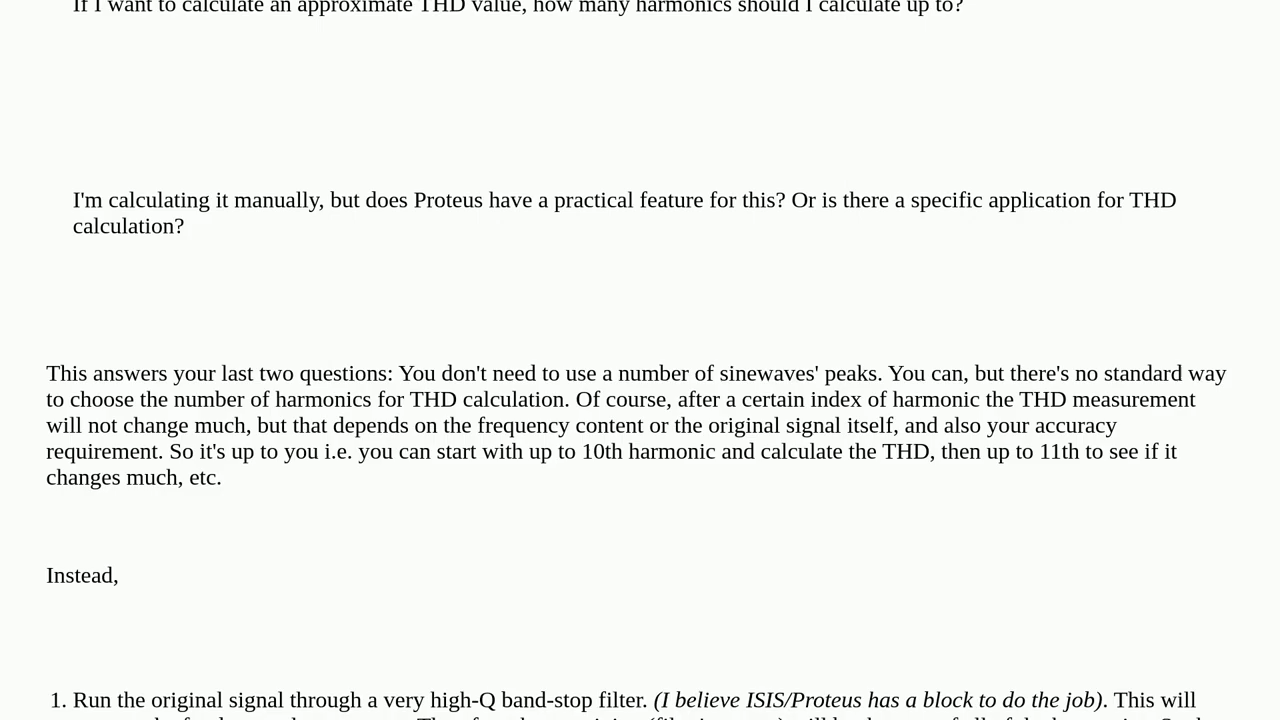 If I want to calculate an approximate THD value, how many harmonics should I calculate up to?
I'm calculating it manually, but does Proteus have a practical feature for this? Or is there a specific application for THD
calculation?
This answers your last two questions: You don't need to use a number of sinewaves' peaks. You can, but there's no standard way
to choose the number of harmonics for THD calculation. Of course, after a certain index of harmonic the THD measurement
will not change much, but that depends on the frequency content or the original signal itself, and also your accuracy
requirement. So it's up to you i.e. you can start with up to 10th harmonic and calculate the THD, then up to 11th to see if it
changes much, etc.
Instead,
1. Run the original signal through a very high-Q band-stop filter. (I believe ISIS/Proteus has a block to do the job). This will